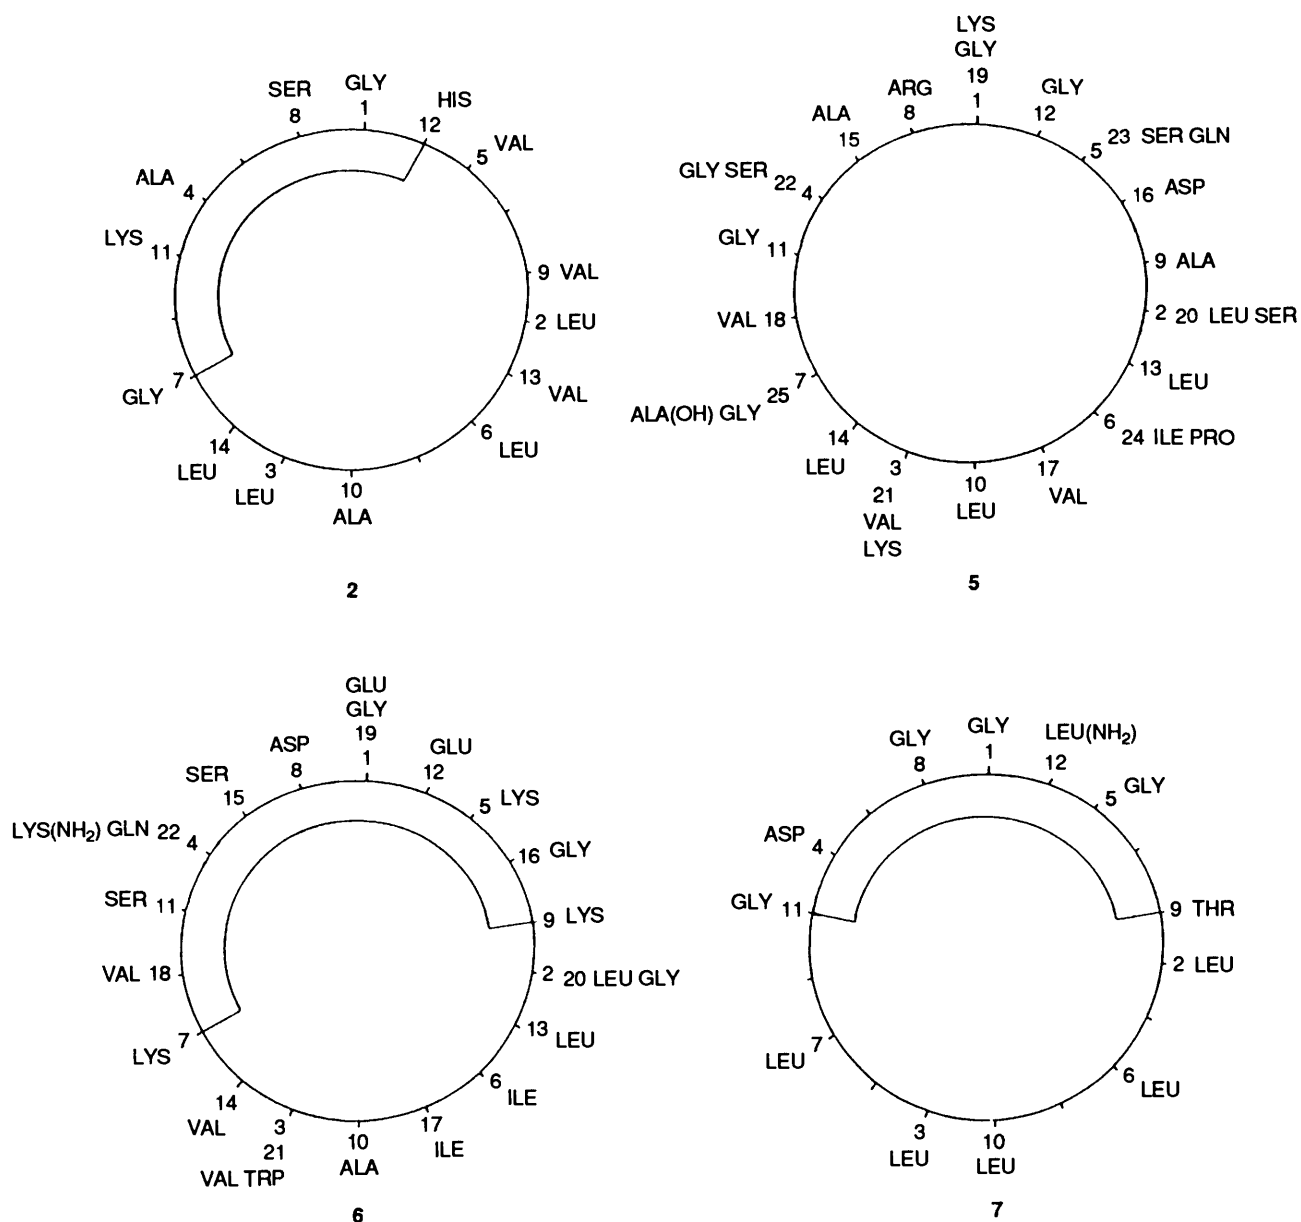 SER
GLY
HIS
8
1
12
5
VAL
ALA
4
LYS
11
9 VAL
2 LEU
7
GLY
13
VAL
6
LEU
14
LEU
3
LEU
10
ALA
2
LYS
GLY
19
1
ARG
8
GLY
12
ALA
15
5 23 SER GLN
GLY SER 22
4
16 ASP
GLY 11
9 ALA
VAL 18
2 20 LEU SER
7
25
ALA(OH) GLY
13
LEU
6
24 ILE PRO
14
LEU
3
21
VAL
LYS
10
LEU
17
VAL
5
GLU
GLY
19
1
ASP
8
GLU
12
SER
15
5 LYS
LYS(NH2) GLN 22
4
16 GLY
SER 11
9 LYS
VAL 18
2 20 LEU GLY
7
LYS
13 LEU
6
ILE
14
VAL
3
21
VAL TRP
10
ALA
17
ILE
6
GLY
8
GLY
1
LEU(NH2)
12
5 GLY
ASP 4
GLY 11
9 THR
2 LEU
LEU 7
6 LEU
3
LEU
10
LEU
7